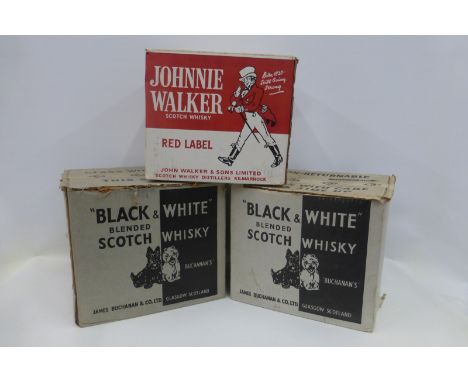 JOHNNIE
WALKER
SCOTCH WHISKY
Born 1820
Still Going
Strong
RED LABEL
JOHN WALKER & SONS LIMITED
SCOTCH WHISKY DISTILLERS KILMARNOCK
"BLACK & WHITE"
BLENDED
SCOTCH WHISKY
"BUCHANAN'S"
JAMES BUCHANAN & CO. LTD GLASGOW SCOTLAND
NON-RETURNABLE
"BLACK & WHITE"
BLENDED
SCOTCH WHISKY
"BUCHANAN'S"
JAMES BUCHANAN & CO. LTD GLASGOW SCOTLAND